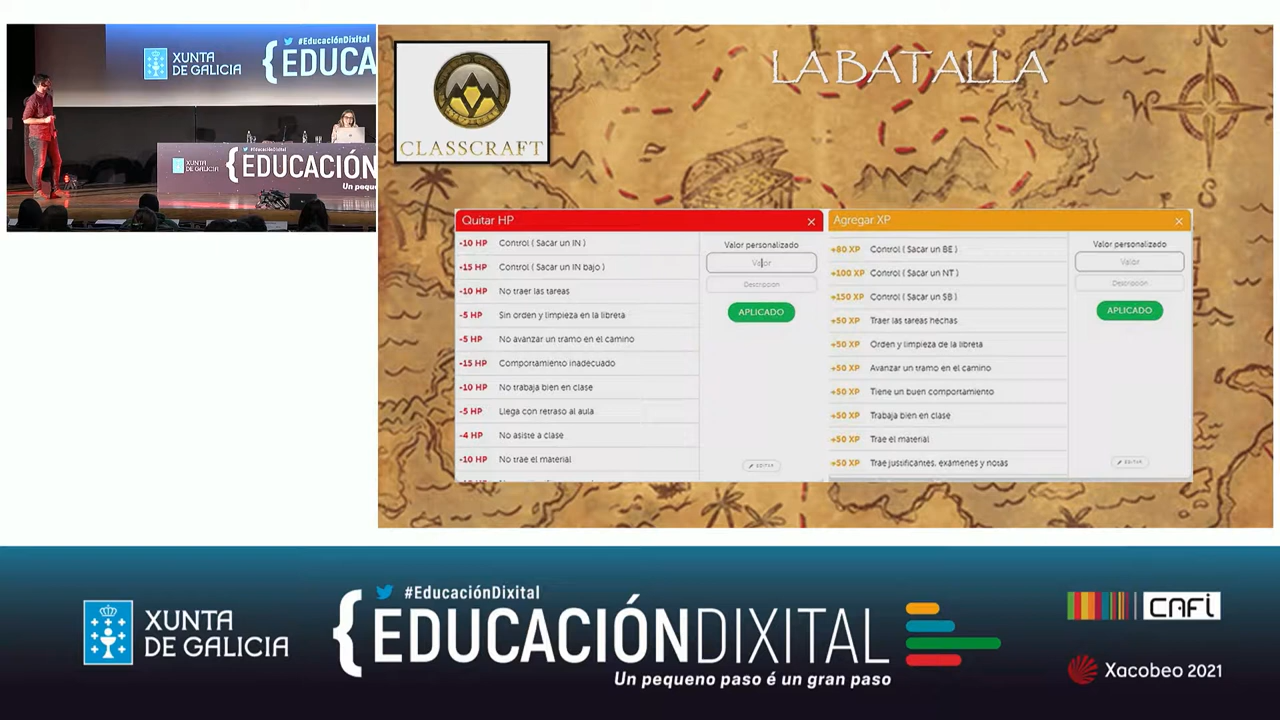 #EducaciónDixital
XUNTA
DE GALICIA
{EDUCA
#EducaciónDixital
XUNTA
DE GALICIA
{EDUCACIÓN
Un pequeno
CLASSCRAFT
LA BATALLA
W
S
Quitar HP
-10 HP Control ( Sacar un IN )
-15 HP Control ( Sacar un IN bajo )
-10 HP No traer las tareas
-5 HP Sin orden y limpieza en la libreta
-5 HP No avanzar un tramo en el camino
-15 HP Comportamiento inadecuado
-10 HP No trabaja bien en clase
-5 HP Llega con retraso al aula
-4 HP No asiste a clase
-10 HP No trae el material
Valor personalizado
Valor
Descripción
APLICADO
EDITAR
Agregar XP
+80 XP Control ( Sacar un BE )
+100 XP Control ( Sacar un NT )
+150 XP Control ( Sacar un SB )
+50 XP Traer las tareas hechas
+50 XP Orden y limpieza de la libreta
+50 XP Avanzar un tramo en el camino
+50 XP Tiene un buen comportamiento
+50 XP Trabaja bien en clase
+50 XP Trae el material
+50 XP Trae justificantes, exámenes y notas
Valor personalizado
Valor
Descripción
APLICADO
EDITAR
XUNTA
DE GALICIA
#EducaciónDixital
{EDUCACIÓNDIXITAL
Un pequeno paso é un gran paso
CAFi
Xacobeo 2021